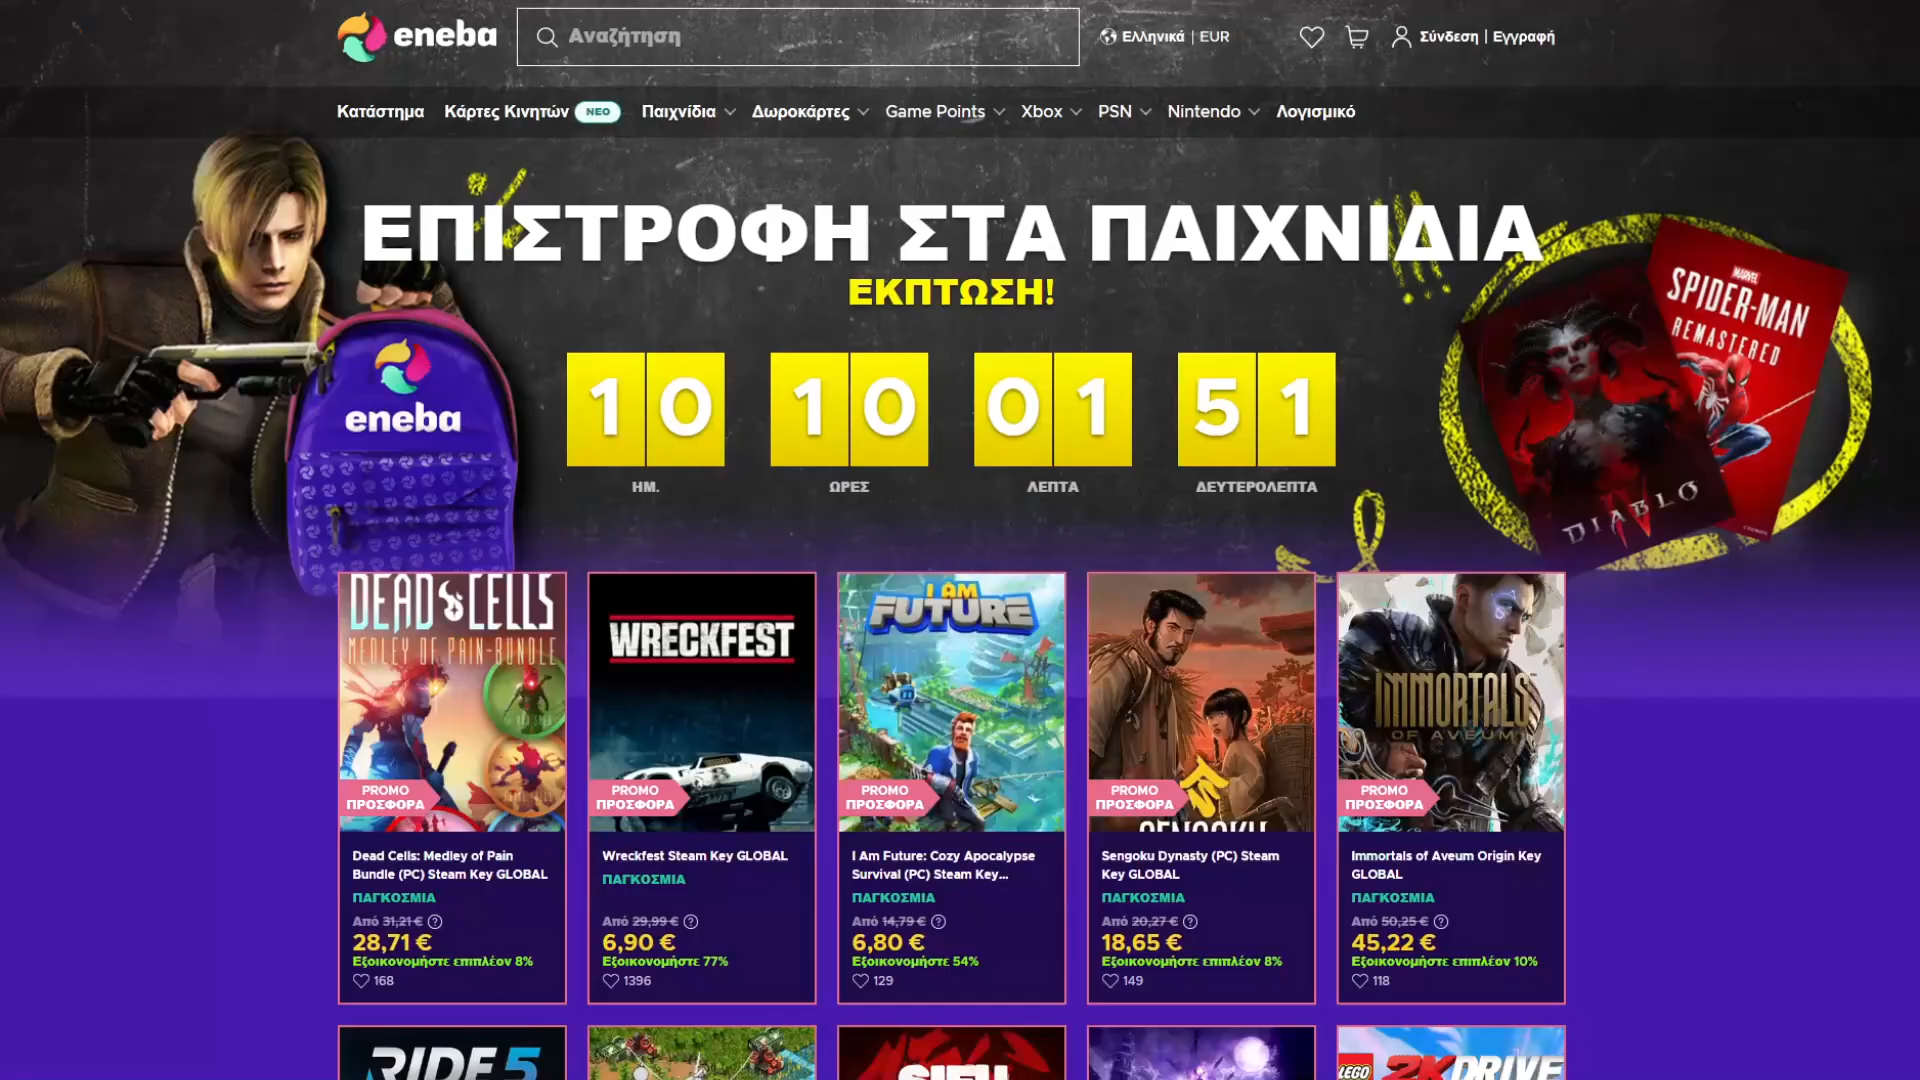 eneba
Αναζήτηση
Ελληνικά | EUR
Σύνδεση | Εγγραφή
Κατάστημα
Κάρτες Κινητών
ΝΕΟ
Παιχνίδια
Δωροκάρτες
Game Points
Xbox
PSN
Nintendo
Λογισμικό
ΕΠΙΣΤΡΟΦΗ ΣΤΑ ΠΑΙΧΝΙΔΙΑ
ΕΚΠΤΩΣΗ!
eneba
10
10
01
51
ΗΜ.
ΩΡΕΣ
ΛΕΠΤΑ
ΔΕΥΤΕΡΟΛΕΠΤΑ
MARVEL
SPIDER-MAN
REMASTERED
DIABLO
IV
DEAD CELLS
MEDLEY OF PAIN-BUNDLE
PROMO
ΠΡΟΣΦΟΡΑ
Dead Cells: Medley of Pain
Bundle (PC) Steam Key GLOBAL
ΠΑΓΚΟΣΜΙΑ
Από 31,21 €
28,71 €
Εξοικονομήστε επιπλέον 8%
168
WRECKFEST
PROMO
ΠΡΟΣΦΟΡΑ
Wreckfest Steam Key GLOBAL
ΠΑΓΚΟΣΜΙΑ
Από 29,99 €
6,90 €
Εξοικονομήστε 77%
1396
I AM
FUTURE
PROMO
ΠΡΟΣΦΟΡΑ
I Am Future: Cozy Apocalypse
Survival (PC) Steam Key...
ΠΑΓΚΟΣΜΙΑ
Από 14,79 €
6,80 €
Εξοικονομήστε 54%
129
SENGOKU
PROMO
ΠΡΟΣΦΟΡΑ
Sengoku Dynasty (PC) Steam
Key GLOBAL
ΠΑΓΚΟΣΜΙΑ
Από 20,27 €
18,65 €
Εξοικονομήστε επιπλέον 8%
149
IMMORTALS
OF AVEUM
PROMO
ΠΡΟΣΦΟΡΑ
Immortals of Aveum Origin Key
GLOBAL
ΠΑΓΚΟΣΜΙΑ
Από 50,25 €
45,22 €
Εξοικονομήστε επιπλέον 10%
118
RIDE 5
SIFU
LEGO
2K DRIVE